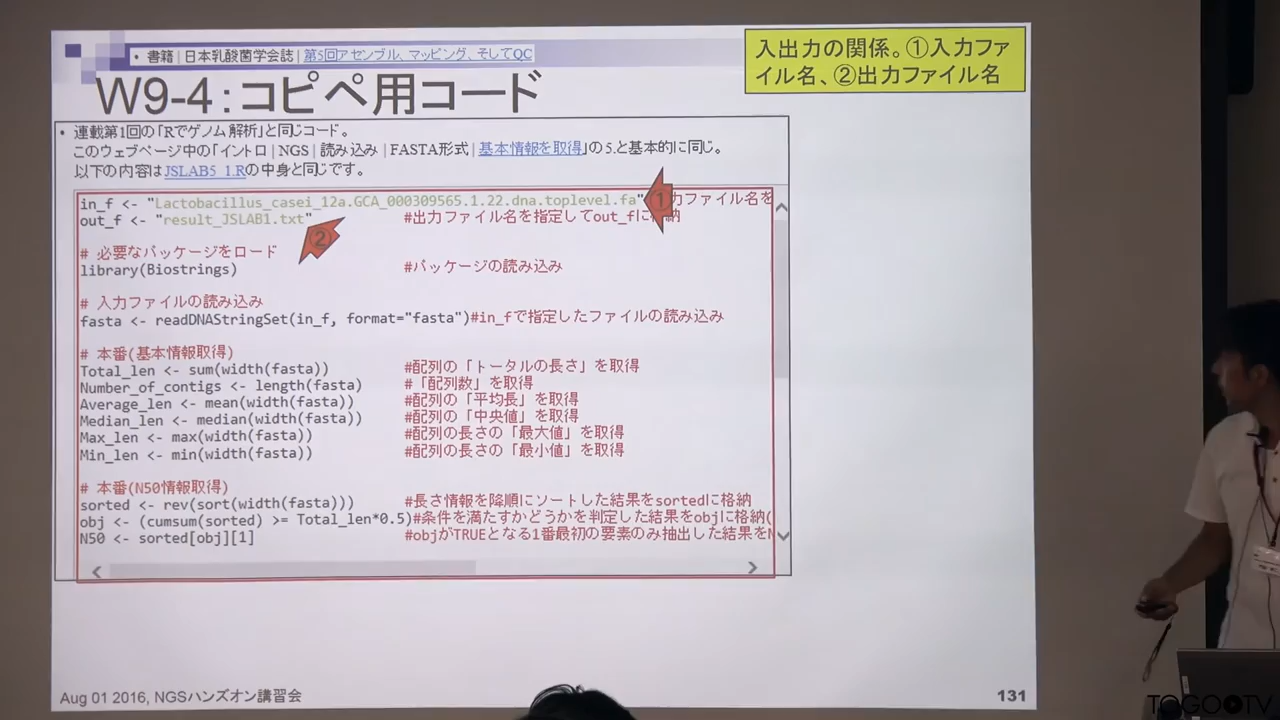 • 書籍 | 日本乳酸菌学会誌 | 第5回アセンブル、マッピング、そしてQC
入出力の関係。①入力ファ
イル名、②出力ファイル名
W9-4:コピペ用コード
• 連載第1回の「Rでゲノム解析」と同じコード。
このウェブページ中の「イントロ | NGS | 読み込み | FASTA形式 | 基本情報を取得」の5.と基本的に同じ。
以下の内容はJSLAB5_1.Rの中身と同じです。
in_f <- "Lactobacillus_casei_12a.GCA_000309565.1.22.dna.toplevel.fa" ① 力ファイル名を
out_f <- "result_JSLAB1.txt" #出力ファイル名を指定してout_fに格納
②
# 必要なパッケージをロード
library(Biostrings) #パッケージの読み込み
# 入力ファイルの読み込み
fasta <- readDNAStringSet(in_f, format="fasta")#in_fで指定したファイルの読み込み
# 本番(基本情報取得)
Total_len <- sum(width(fasta)) #配列の「トータルの長さ」を取得
Number_of_contigs <- length(fasta) #「配列数」を取得
Average_len <- mean(width(fasta)) #配列の「平均長」を取得
Median_len <- median(width(fasta)) #配列の「中央値」を取得
Max_len <- max(width(fasta)) #配列の長さの「最大値」を取得
Min_len <- min(width(fasta)) #配列の長さの「最小値」を取得
# 本番(N50情報取得)
sorted <- rev(sort(width(fasta))) #長さ情報を降順にソートした結果をsortedに格納
obj <- (cumsum(sorted) >= Total_len*0.5)#条件を満たすかどうかを判定した結果をobjに格納(
N50 <- sorted[obj][1] #objがTRUEとなる1番最初の要素のみ抽出した結果をN
Aug 01 2016, NGSハンズオン講習会
131
TOGOTV